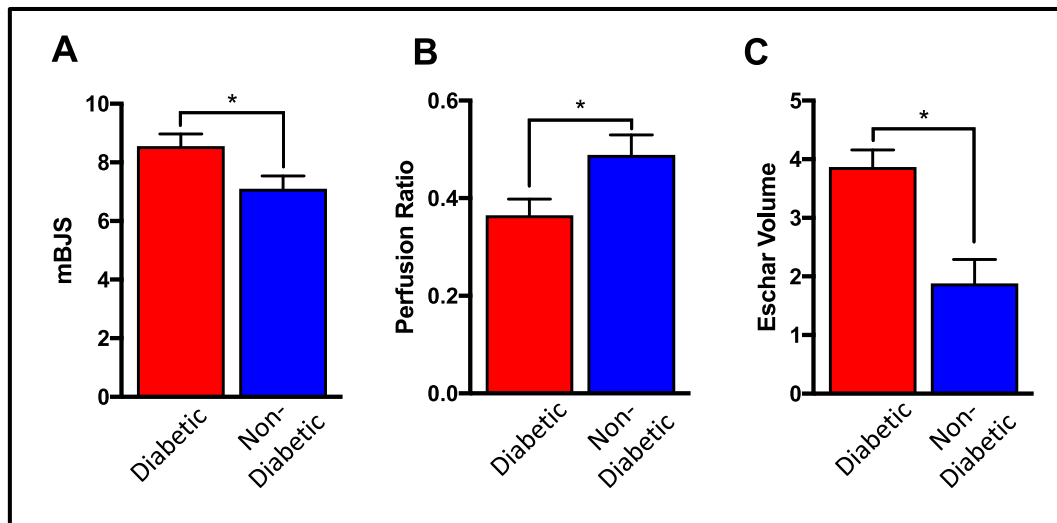 A
mBJS
10
8
6
4
2
0
*
Diabetic
Non-
Diabetic
B
Perfusion Ratio
0.6
0.4
0.2
0.0
*
Diabetic
Non-
Diabetic
C
Eschar Volume
5
4
3
2
1
0
*
Diabetic
Non-
Diabetic